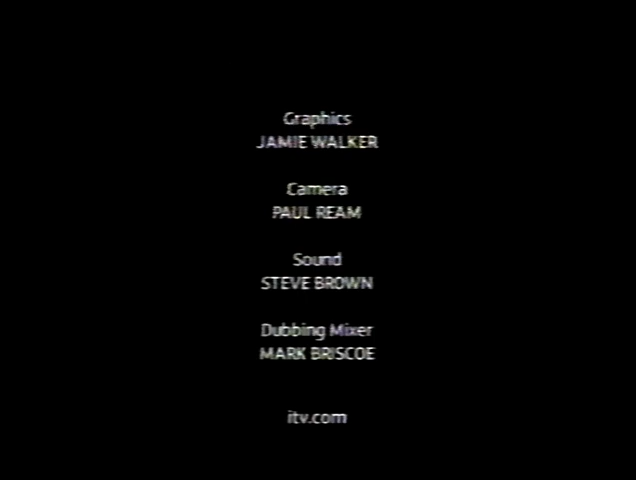 Graphics
JAMIE WALKER
Camera
PAUL REAM
Sound
STEVE BROWN
Dubbing Mixer
MARK BRISCOE
itv.com